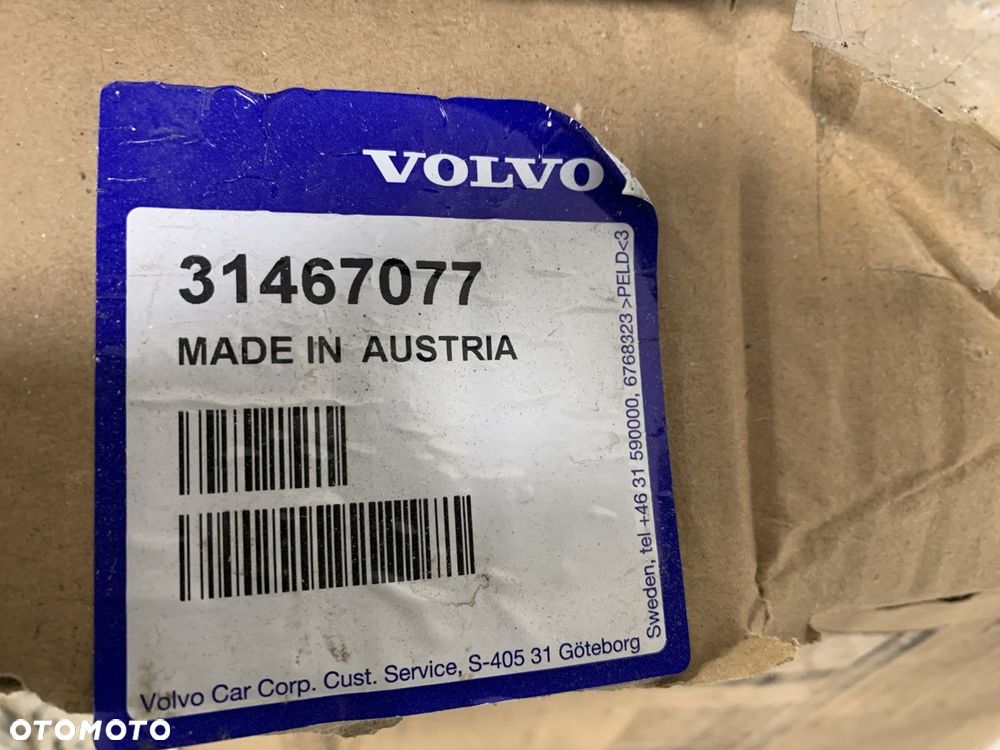 VOLVO
31467077
MADE IN AUSTRIA
Volvo Car Corp. Cust. Service, S-405 31 Göteborg
Sweden, tel +46 31 590000, 6768323 >PELD<3
OTOMOTO